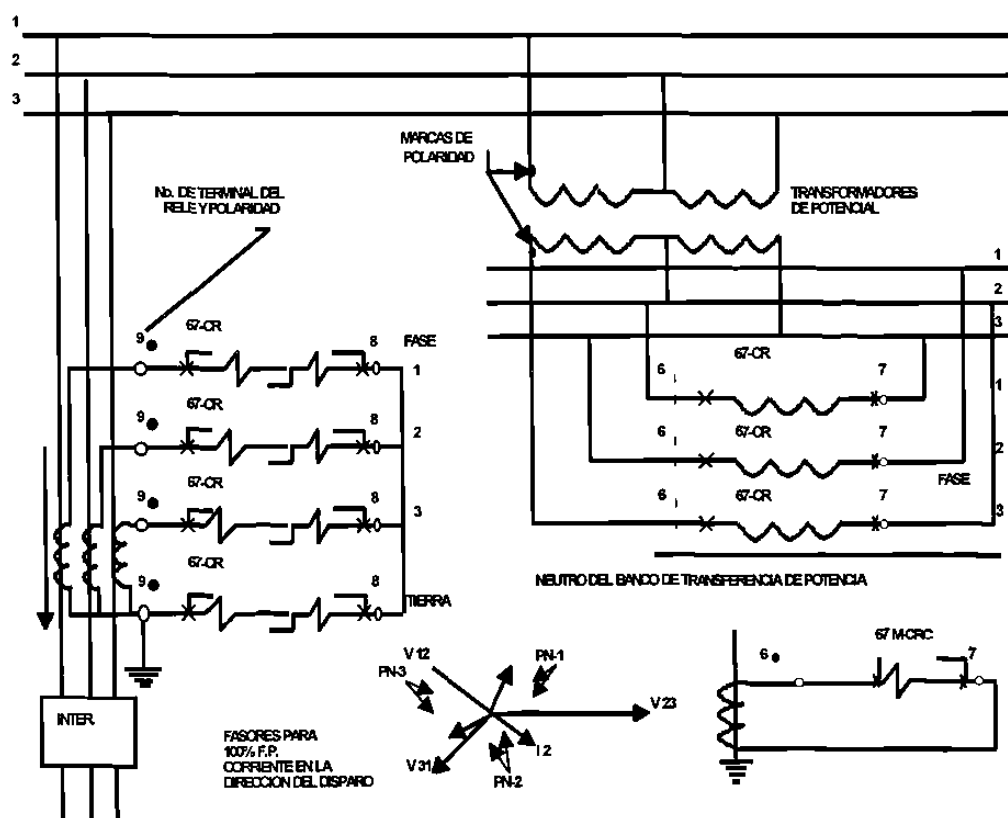 1
2
3
MARCAS DE
POLARIDAD
No. DE TERMINAL DEL
RELE Y POLARIDAD
TRANSFORMADORES
DE POTENCIAL
1
2
3
9
67-CR
8
FASE
1
9
67-CR
8
2
9
67-CR
8
3
9
67-CR
8
TIERRA
67-CR
6
7
1
6
67-CR
7
2
FASE
6
67-CR
7
3
NEUTRO DEL BANCO DE TRANSFERENCIA DE POTENCIA
INTER.
FASORES PARA
100% F.P.
CORRIENTE EN LA
DIRECCION DEL DISPARO
V12
PN-3
PN-1
V23
I2
V31
PN-2
67 M-CRC
6
7